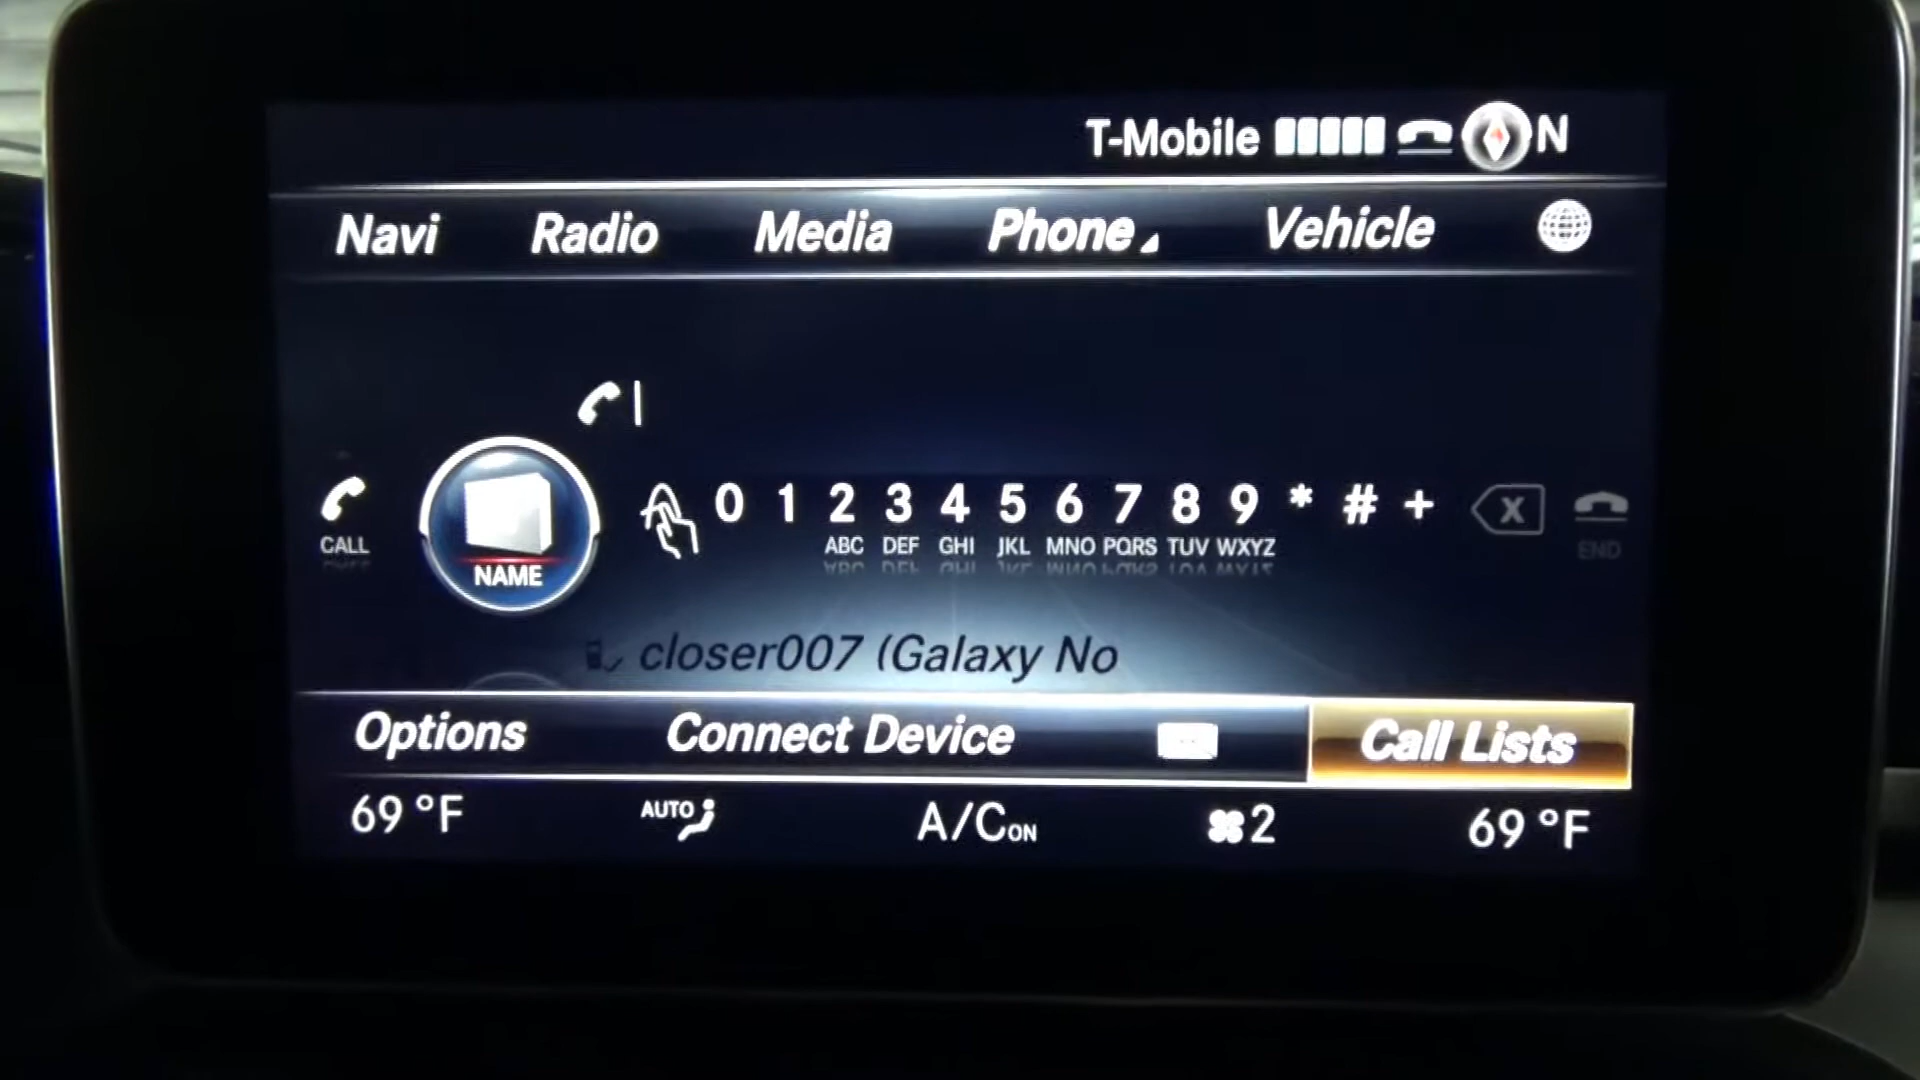 T-Mobile N
Navi Radio Media Phone Vehicle
0 1 2 3 4 5 6 7 8 9 * # + X
CALL NAME ABC DEF GHI JKL MNO PQRS TUV WXYZ END
closer007 (Galaxy No
Options Connect Device Call Lists
69 °F AUTO A/C ON 2 69 °F